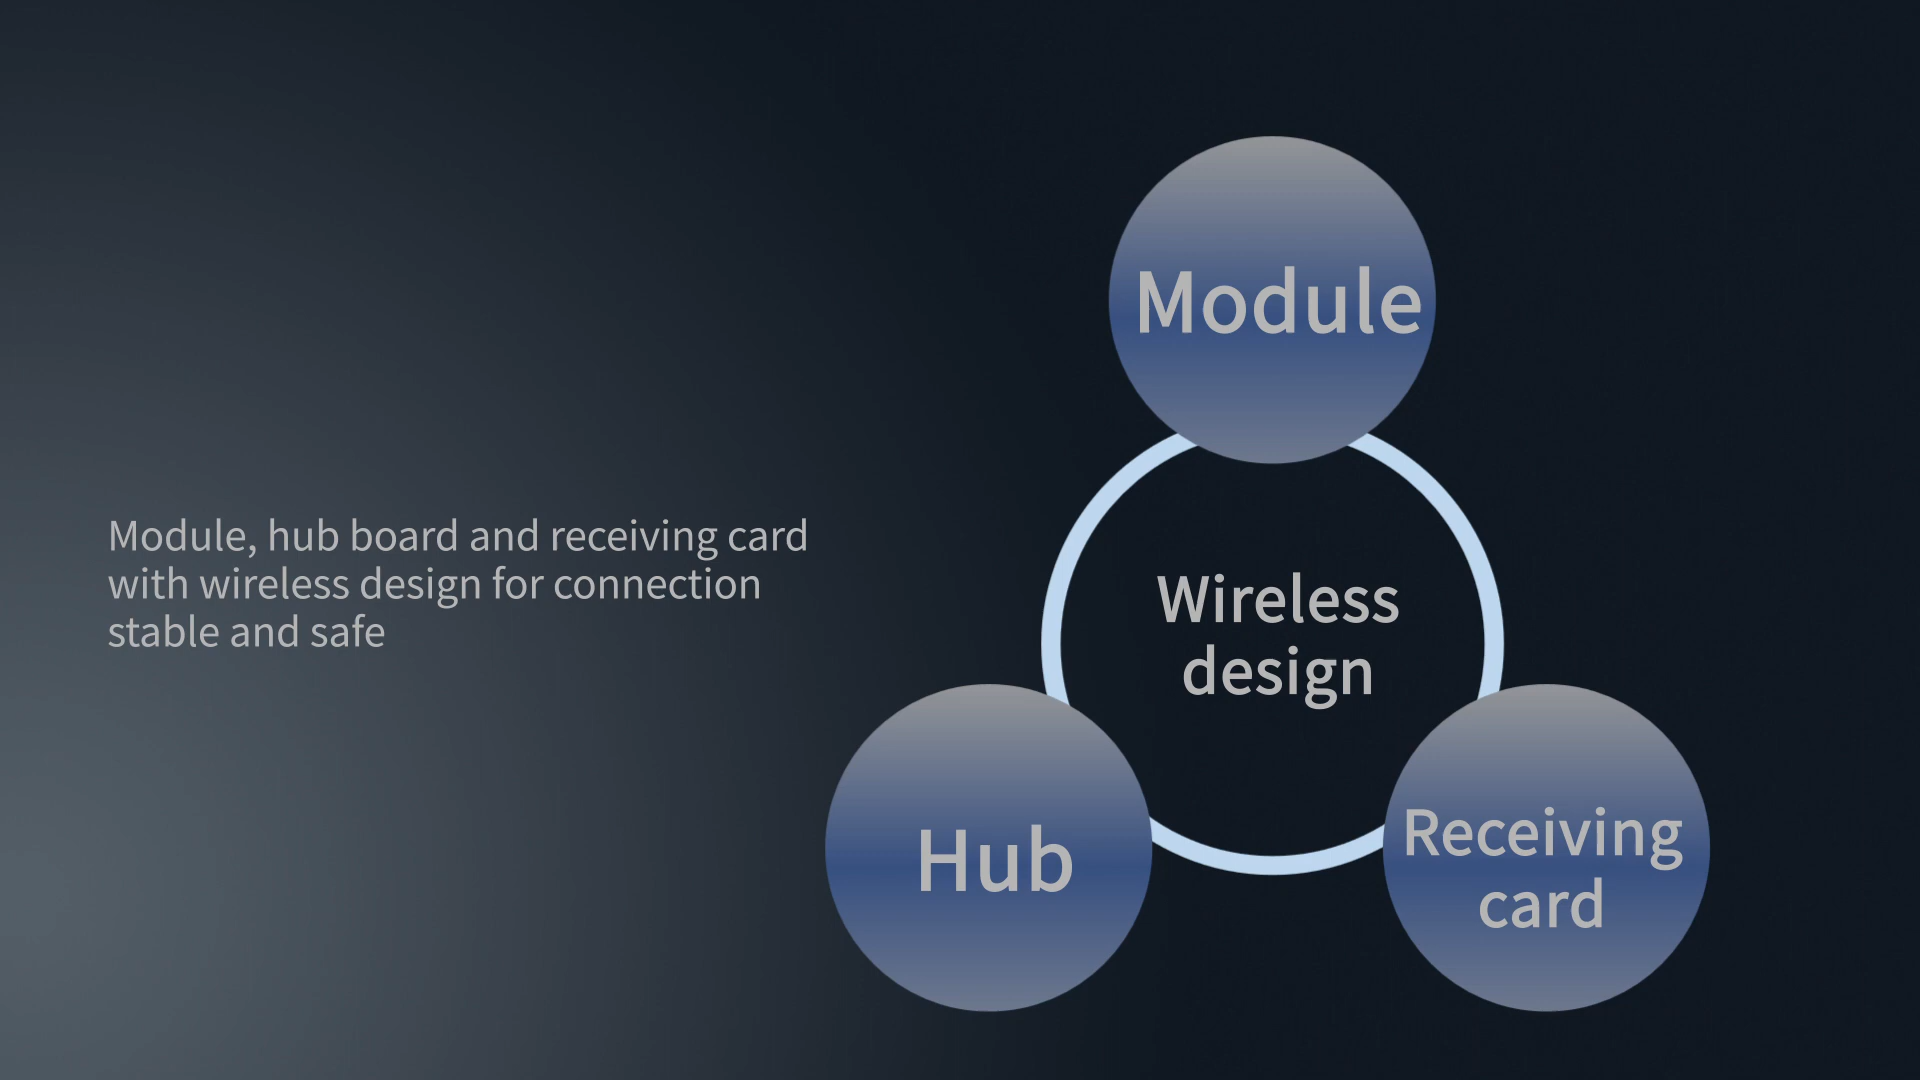 Module, hub board and receiving card
with wireless design for connection
stable and safe
Module
Wireless
design
Hub
Receiving
card